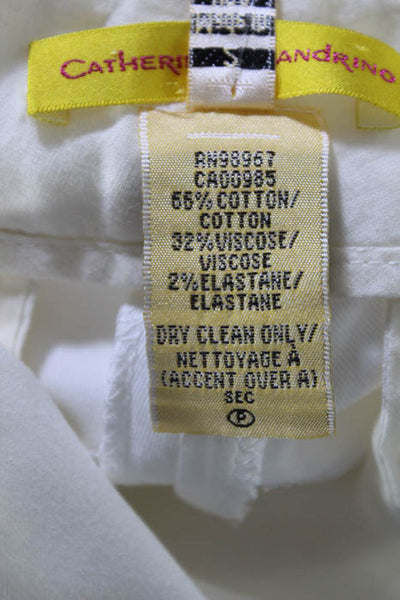 CATHERI ANDRINO
RN98967
CA00985
66% COTTON/
COTTON
32% VISCOSE/
VISCOSE
2% ELASTANE/
ELASTANE
DRY CLEAN ONLY/
NETTOYAGE A
(ACCENT OVER A)
SEC
P